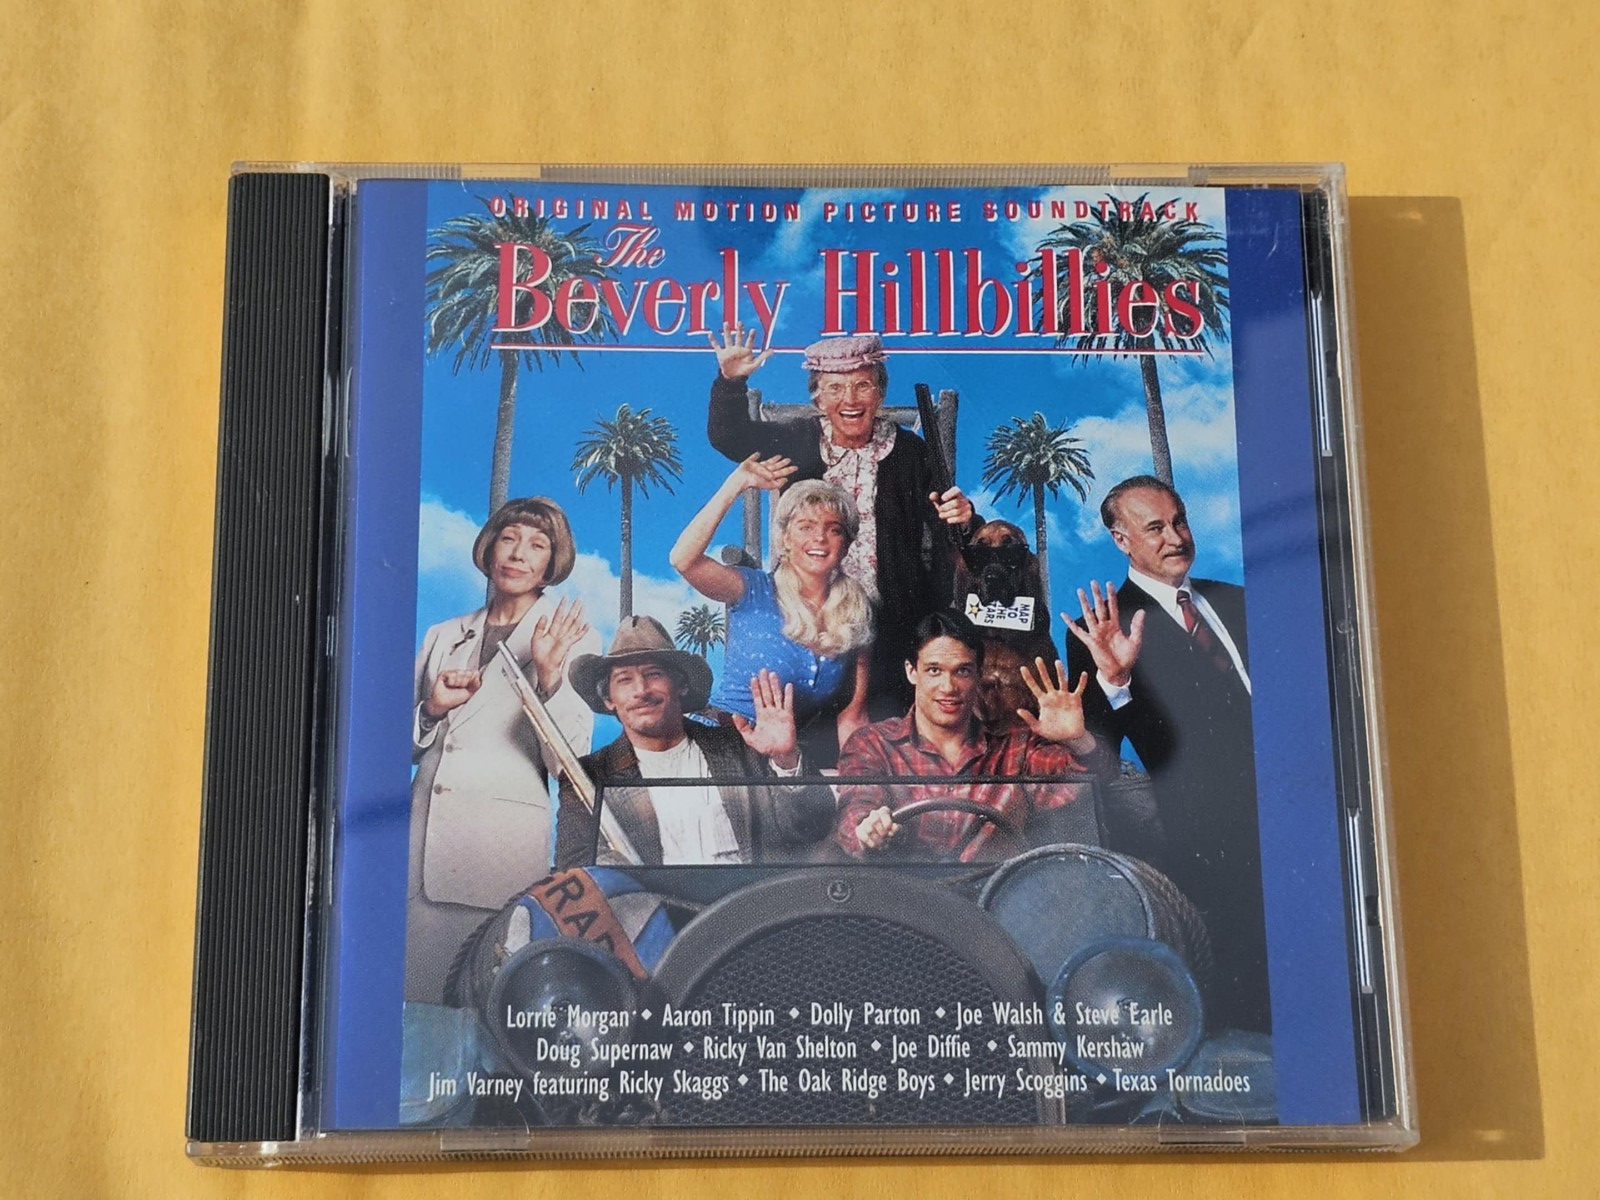 ORIGINAL MOTION PICTURE SOUNDTRACK
The
Beverly Hillbillies
MAP
TO
THE
STARS
Lorrie Morgan ◆ Aaron Tippin ◆ Dolly Parton ◆ Joe Walsh & Steve Earle
Doug Supernaw ◆ Ricky Van Shelton ◆ Joe Diffie ◆ Sammy Kershaw
Jim Varney featuring Ricky Skaggs ◆ The Oak Ridge Boys ◆ Jerry Scoggins ◆ Texas Tornadoes